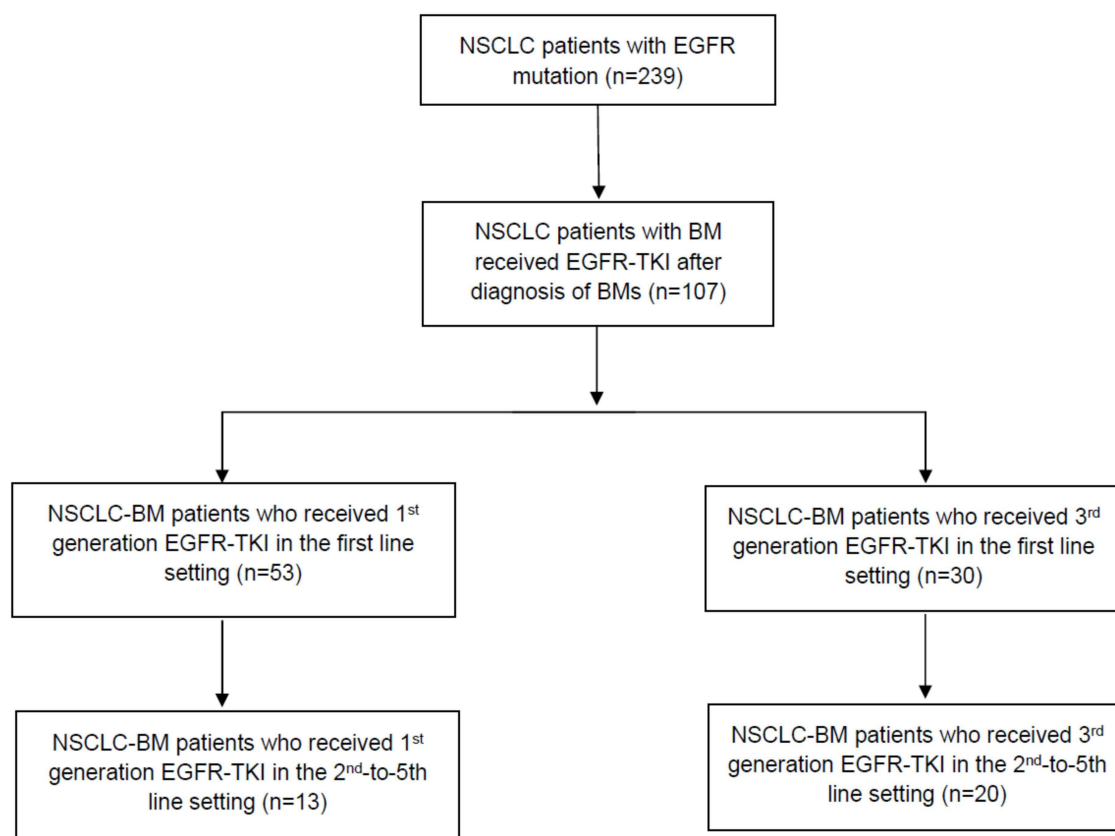 NSCLC patients with EGFR
mutation (n=239)
NSCLC patients with BM
received EGFR-TKI after
diagnosis of BMs (n=107)
NSCLC-BM patients who received 1st
generation EGFR-TKI in the first line
setting (n=53)
NSCLC-BM patients who received 3rd
generation EGFR-TKI in the first line
setting (n=30)
NSCLC-BM patients who received 1st
generation EGFR-TKI in the 2nd-to-5th
line setting (n=13)
NSCLC-BM patients who received 3rd
generation EGFR-TKI in the 2nd-to-5th
line setting (n=20)